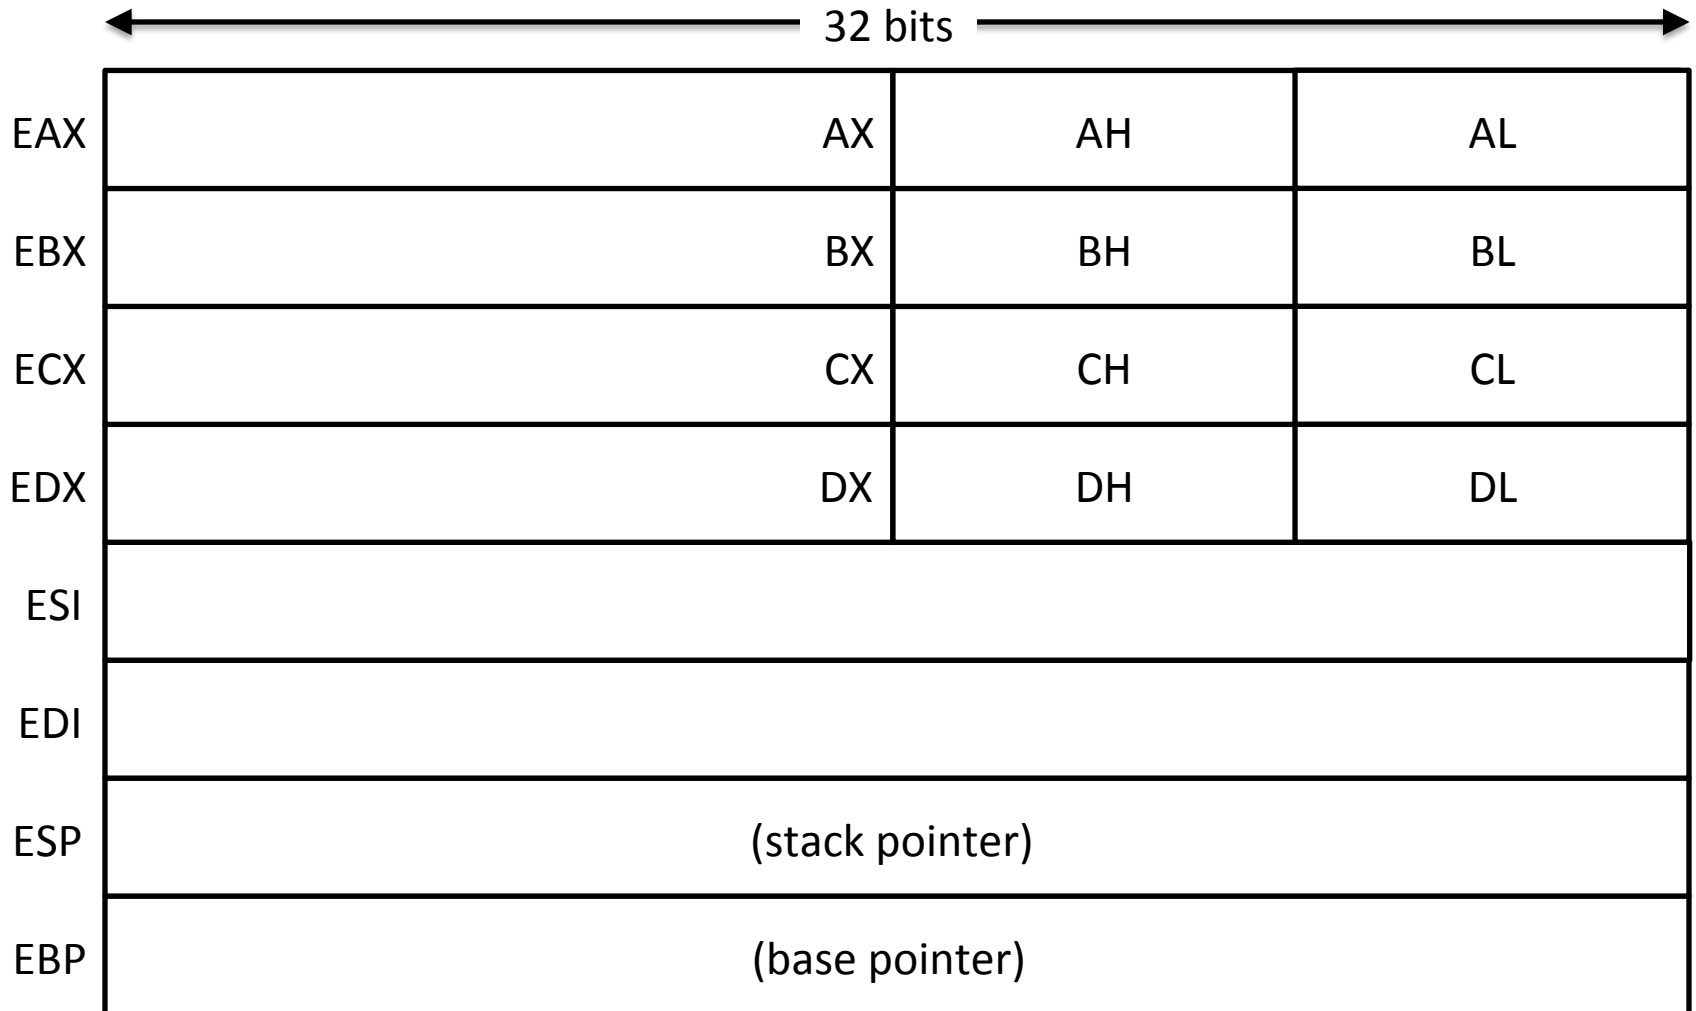 32 bits
EAX AX AH AL
EBX BX BH BL
ECX CX CH CL
EDX DX DH DL
ESI
EDI
ESP (stack pointer)
EBP (base pointer)